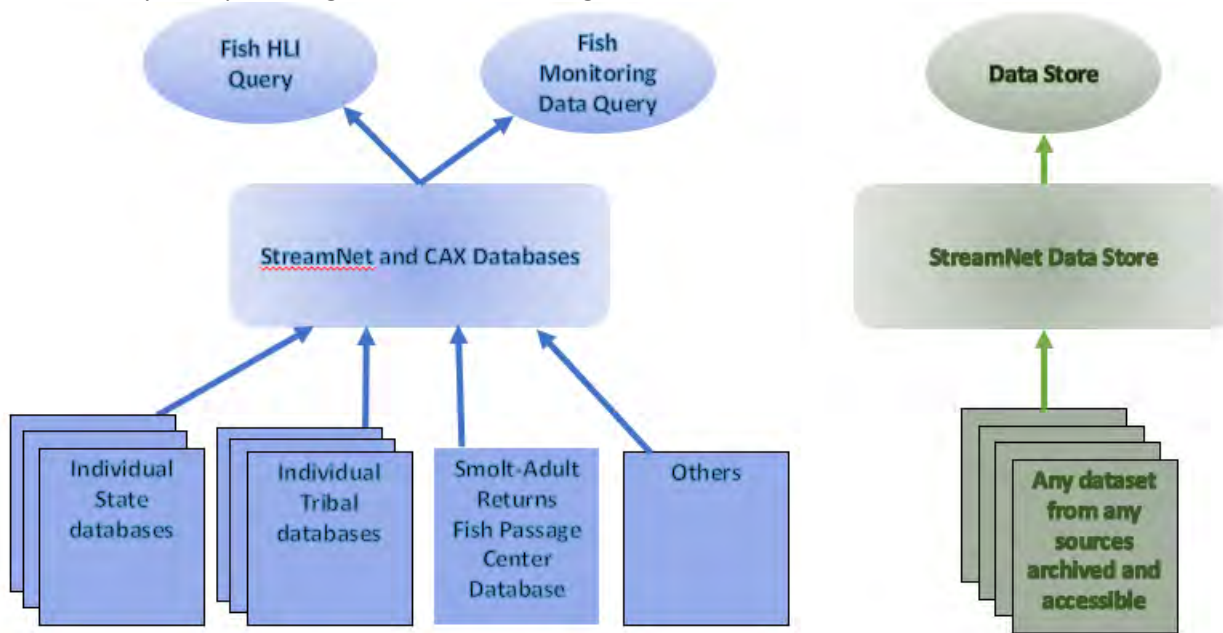 Fish HLI
Query
Fish
Monitoring
Data Query
Data Store
StreamNet and CAX Databases
StreamNet Data Store
Individual
State
databases
Individual
Tribal
databases
Smolt-Adult
Returns
Fish Passage
Center
Database
Others
Any dataset
from any
sources
archived and
accessible